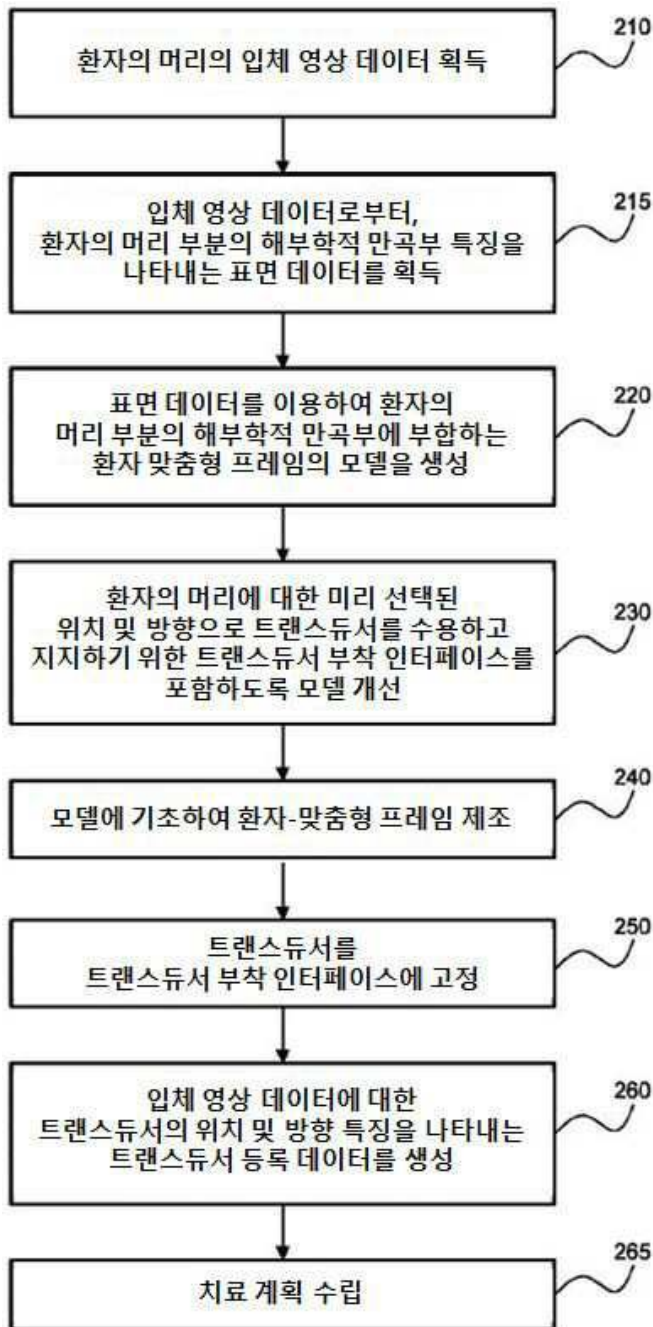 210
환자의 머리의 입체 영상 데이터 획득
215
입체 영상 데이터로부터,
환자의 머리 부분의 해부학적 만곡부 특징을
나타내는 표면 데이터를 획득
220
표면 데이터를 이용하여 환자의
머리 부분의 해부학적 만곡부에 부합하는
환자 맞춤형 프레임의 모델을 생성
230
환자의 머리에 대한 미리 선택된
위치 및 방향으로 트랜스듀서를 수용하고
지지하기 위한 트랜스듀서 부착 인터페이스를
포함하도록 모델 개선
240
모델에 기초하여 환자-맞춤형 프레임 제조
250
트랜스듀서를
트랜스듀서 부착 인터페이스에 고정
260
입체 영상 데이터에 대한
트랜스듀서의 위치 및 방향 특징을 나타내는
트랜스듀서 등록 데이터를 생성
265
치료 계획 수립